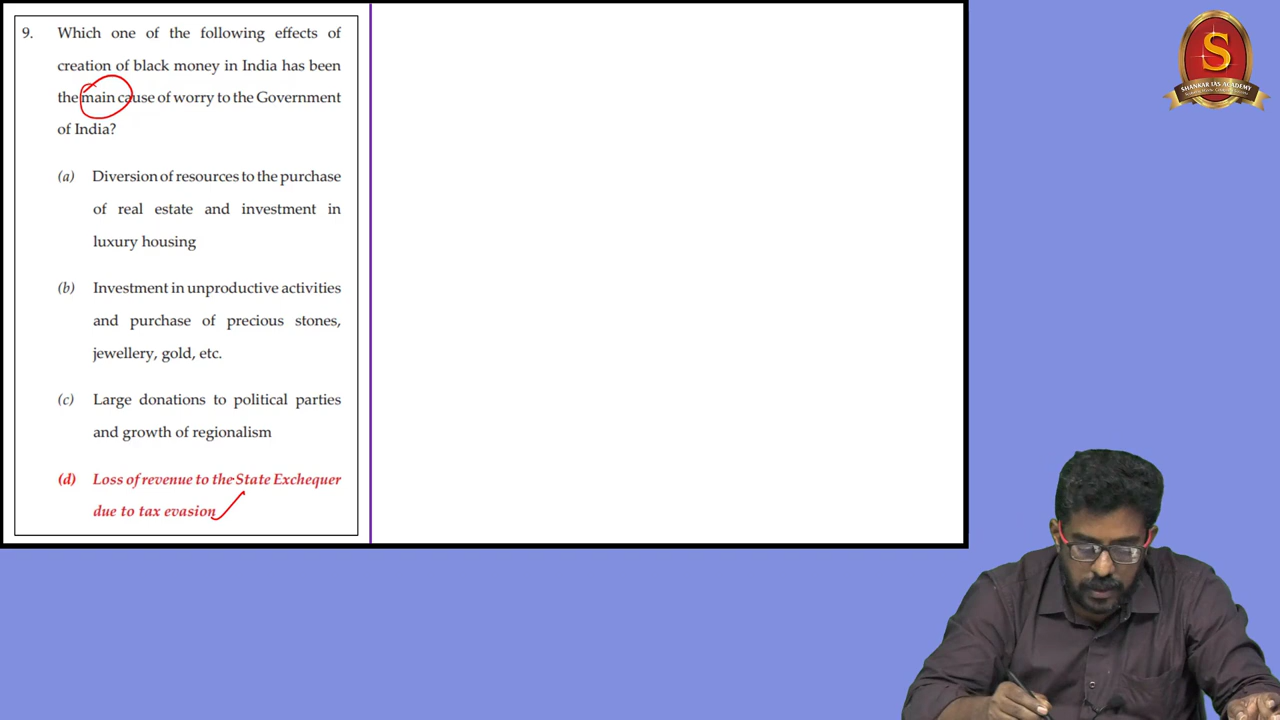 9. Which one of the following effects of
creation of black money in India has been
the main cause of worry to the Government
of India?
(a) Diversion of resources to the purchase
of real estate and investment in
luxury housing
(b) Investment in unproductive activities
and purchase of precious stones,
jewellery, gold, etc.
(c) Large donations to political parties
and growth of regionalism
(d) Loss of revenue to the State Exchequer
due to tax evasion
S
SHANKAR IAS ACADEMY